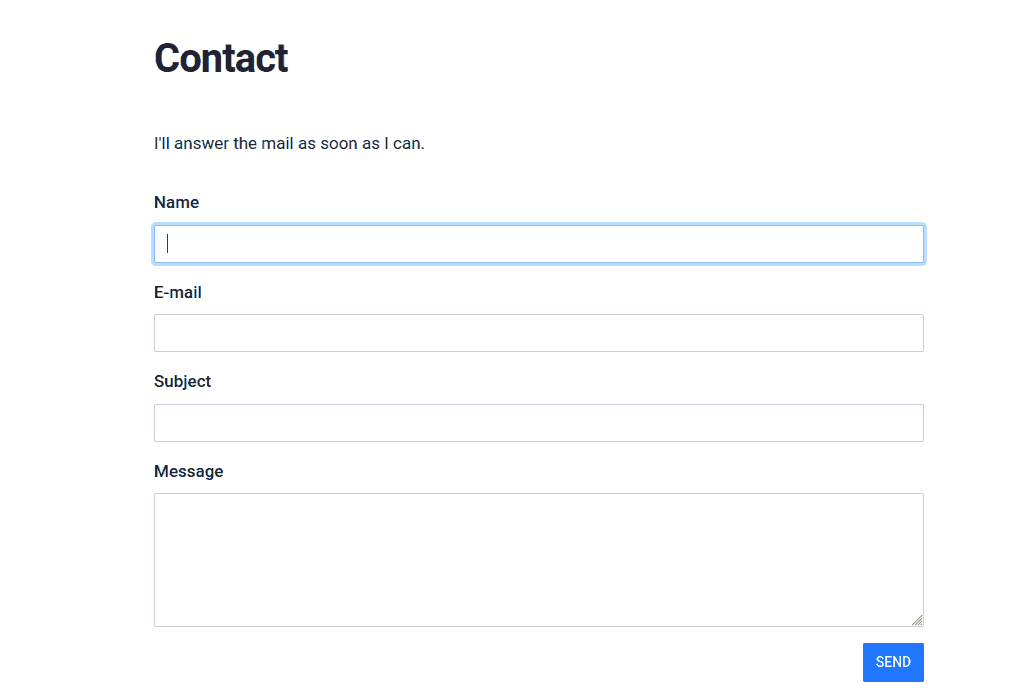 Contact
I'll answer the mail as soon as I can.
Name
E-mail
Subject
Message
SEND